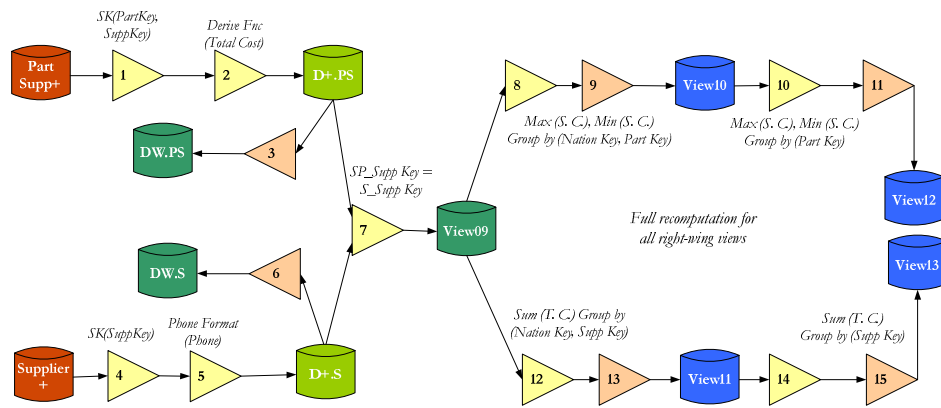 SK(PartKey,
SuppKey)
Derive Fnc
(Total Cost)
Part
Supp+
1
2
D+.PS
DW.PS
3
SP_Supp Key =
S_Supp Key
7
View09
DW.S
6
SK(SuppKey)
Phone Format
(Phone)
Supplier
+
4
5
D+.S
8
9
View10
10
11
Max (S. C.), Min (S. C.)
Group by (Nation Key, Part Key)
Max (S. C.), Min (S. C.)
Group by (Part Key)
View12
Full recomputation for
all right-wing views
View13
Sum (T. C.) Group by
(Nation Key, Supp Key)
Sum (T. C.)
Group by (Supp Key)
12
13
View11
14
15